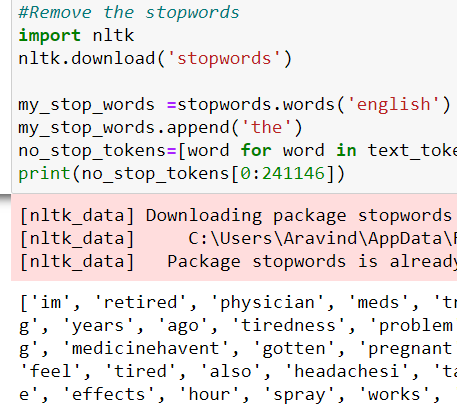 #Remove the stopwords
import nltk
nltk.download('stopwords')
my_stop_words =stopwords.words('english')
my_stop_words.append('the')
no_stop_tokens=[word for word in text_toke
print(no_stop_tokens[0:241146])
[nltk_data] Downloading package stopwords
[nltk_data]     C:\Users\Aravind\AppData\
[nltk_data]   Package stopwords is already
['im', 'retired', 'physician', 'meds', 'tr
g', 'years', 'ago', 'tiredness', 'problem
g', 'medicinehavent', 'gotten', 'pregnant
'feel', 'tired', 'also', 'headachesi', 'ta
e', 'effects', 'hour', 'spray', 'works',